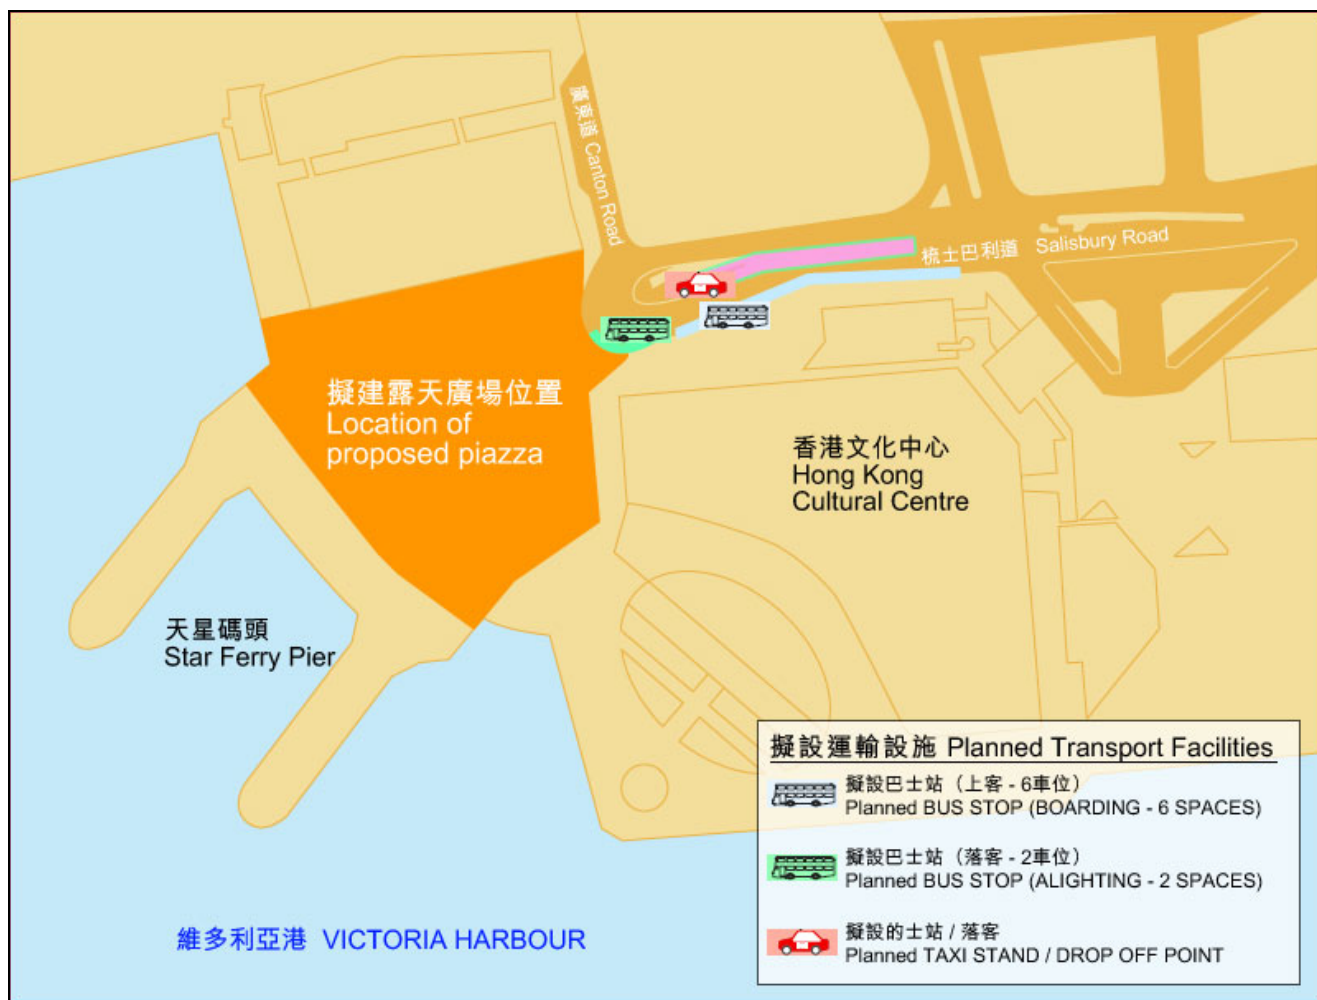 廣東道 Canton Road
梳士巴利道 Salisbury Road
擬建露天廣場位置
Location of
proposed piazza
香港文化中心
Hong Kong
Cultural Centre
天星碼頭
Star Ferry Pier
維多利亞港 VICTORIA HARBOUR
擬設運輸設施 Planned Transport Facilities
擬設巴士站（上客 - 6車位）
Planned BUS STOP (BOARDING - 6 SPACES)
擬設巴士站（落客 - 2車位）
Planned BUS STOP (ALIGHTING - 2 SPACES)
擬設的士站 / 落客
Planned TAXI STAND / DROP OFF POINT